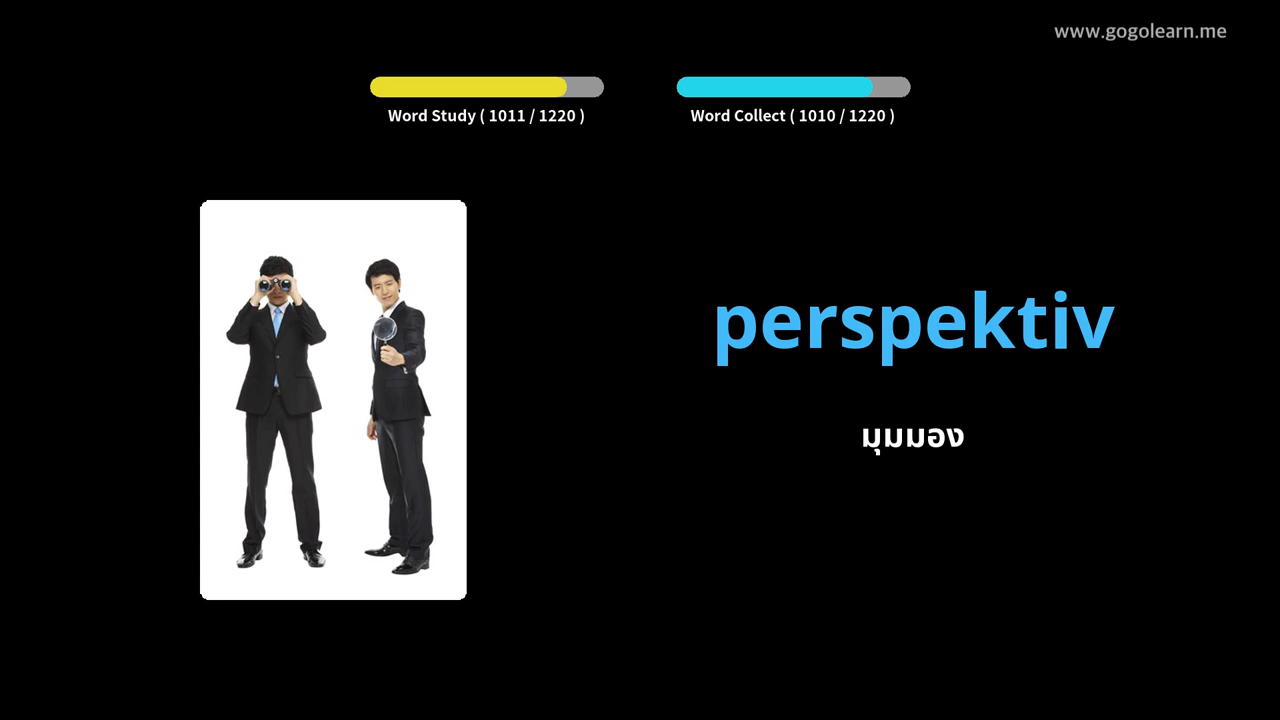 www.gogolearn.me
Word Study ( 1011 / 1220 )
Word Collect ( 1010 / 1220 )
perspektiv
มุมมอง